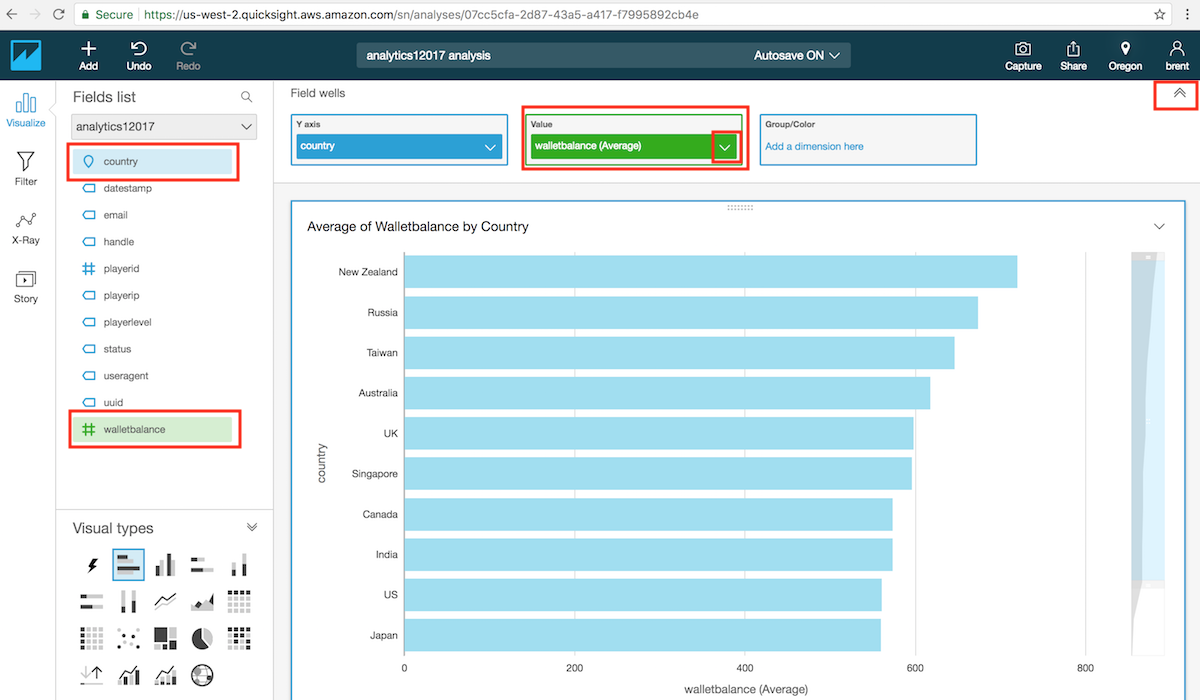 Secure https://us-west-2.quicksight.aws.amazon.com/sn/analyses/07cc5cfa-2d87-43a5-a417-f7995892cb4e
Add
Undo
Redo
analytics12017 analysis
Autosave ON
Capture
Share
Oregon
brent
Visualize
Filter
X-Ray
Story
Fields list
analytics12017
country
datestamp
email
handle
playerid
playerip
playerlevel
status
useragent
uuid
walletbalance
Visual types
Field wells
Y axis
country
Value
walletbalance (Average)
Group/Color
Add a dimension here
Average of Walletbalance by Country
country
New Zealand
Russia
Taiwan
Australia
UK
Singapore
Canada
India
US
Japan
0 200 400 600 800
walletbalance (Average)